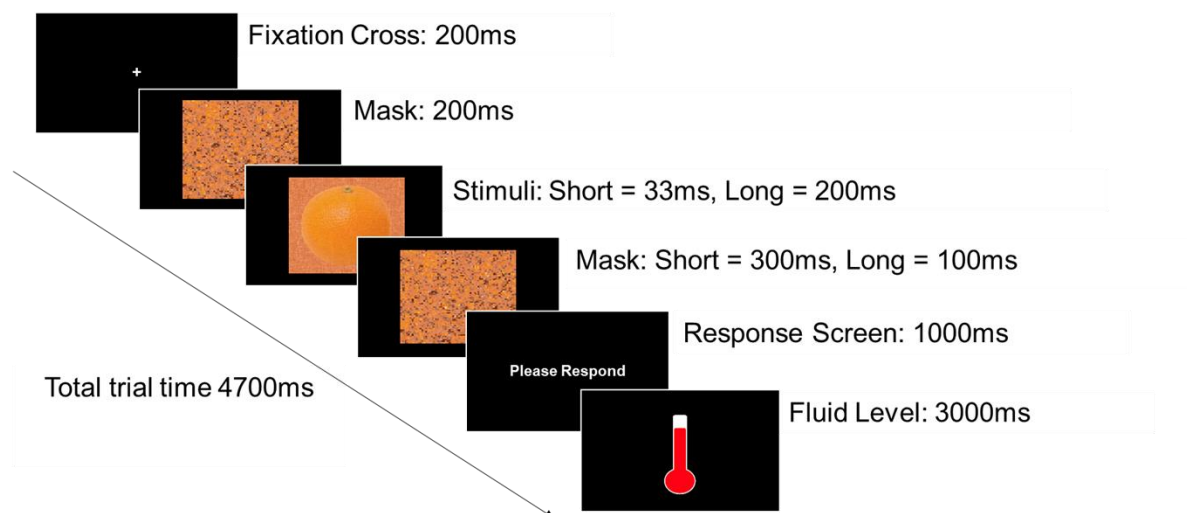 Fixation Cross: 200ms
Mask: 200ms
Stimuli: Short = 33ms, Long = 200ms
Mask: Short = 300ms, Long = 100ms
Response Screen: 1000ms
Please Respond
Total trial time 4700ms
Fluid Level: 3000ms